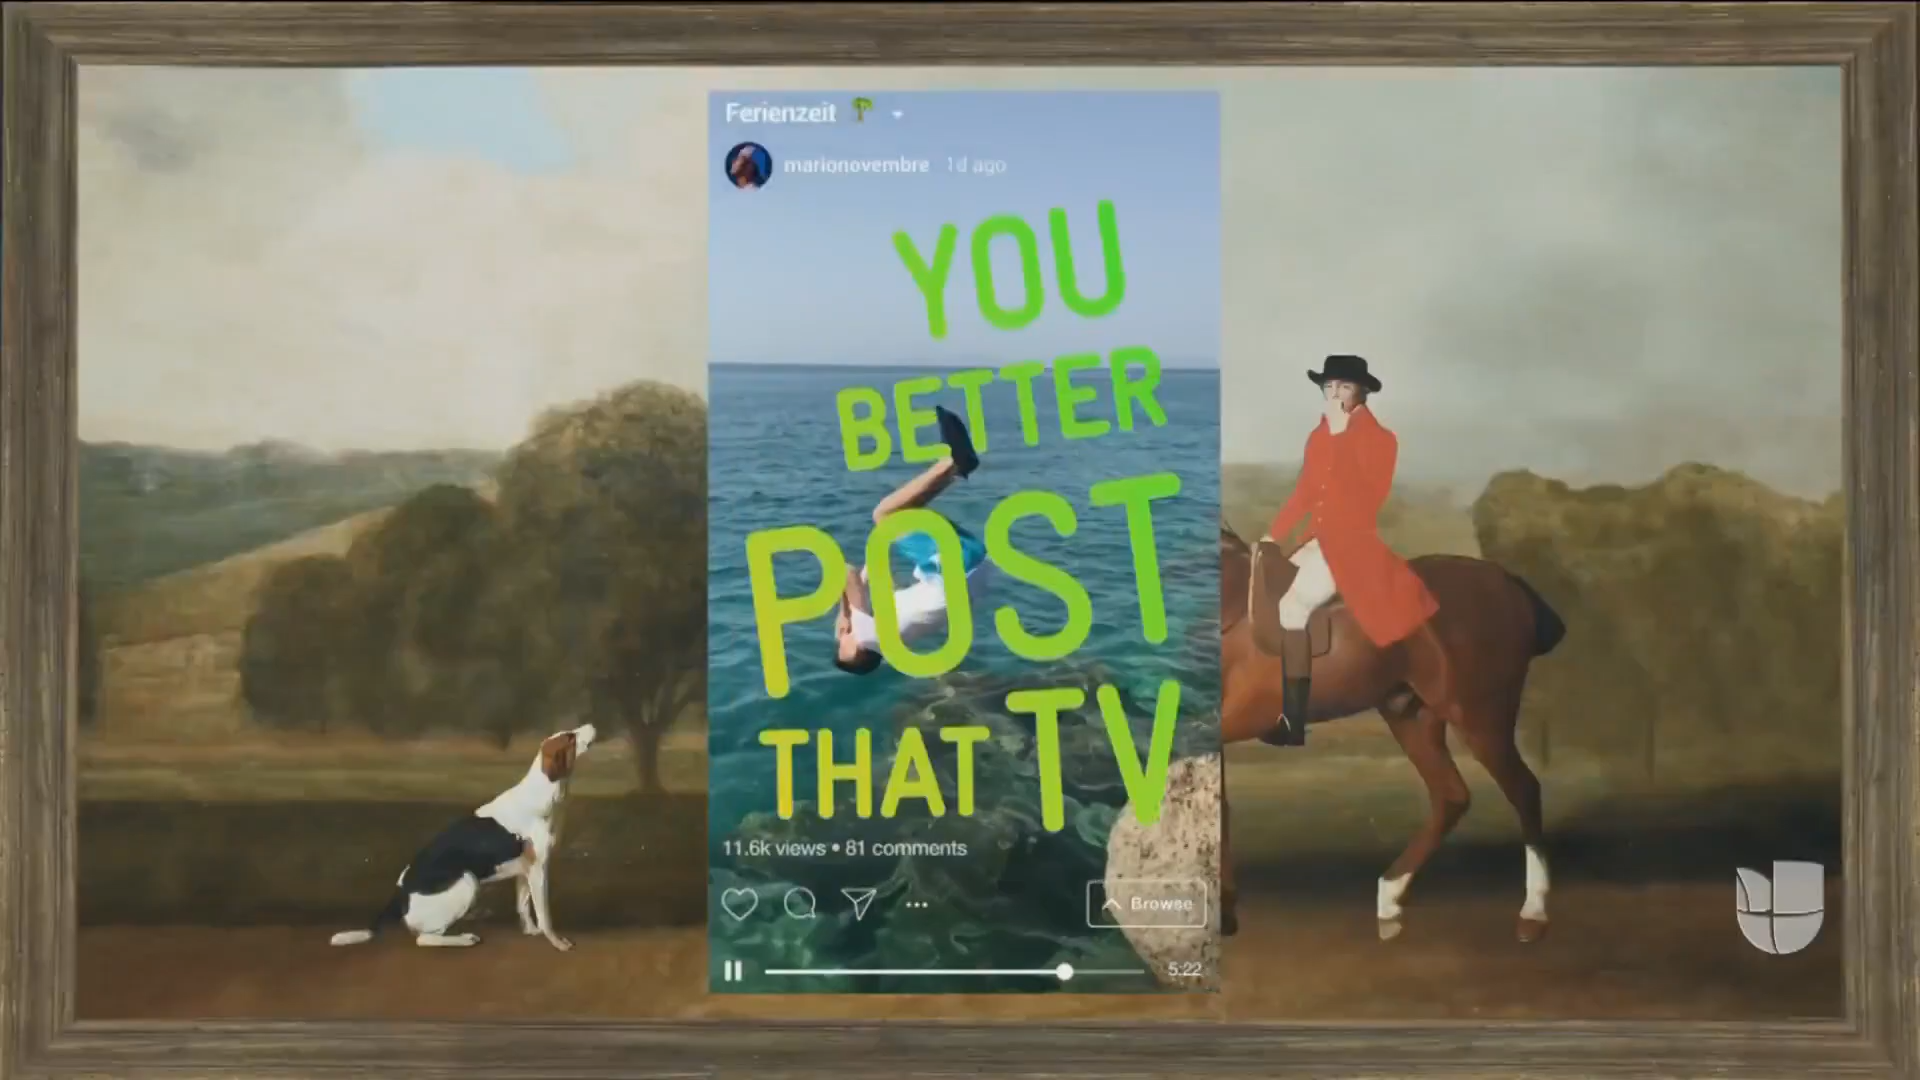 Ferienzeit
marionovembre 1d ago
YOU
BETTER
POST
THAT TV
11.6k views • 81 comments
Browse
5:22